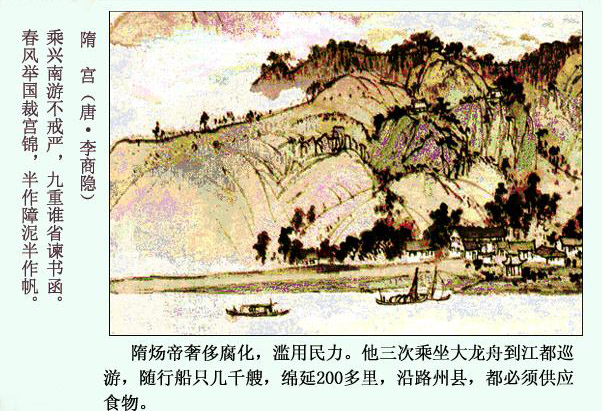 隋 宫（唐·李商隐）
乘兴南游不戒严，九重谁省谏书函。
春风举国裁宫锦，半作障泥半作帆。
隋炀帝奢侈腐化，滥用民力。他三次乘坐大龙舟到江都巡
游，随行船只几千艘，绵延200多里，沿路州县，都必须供应
食物。